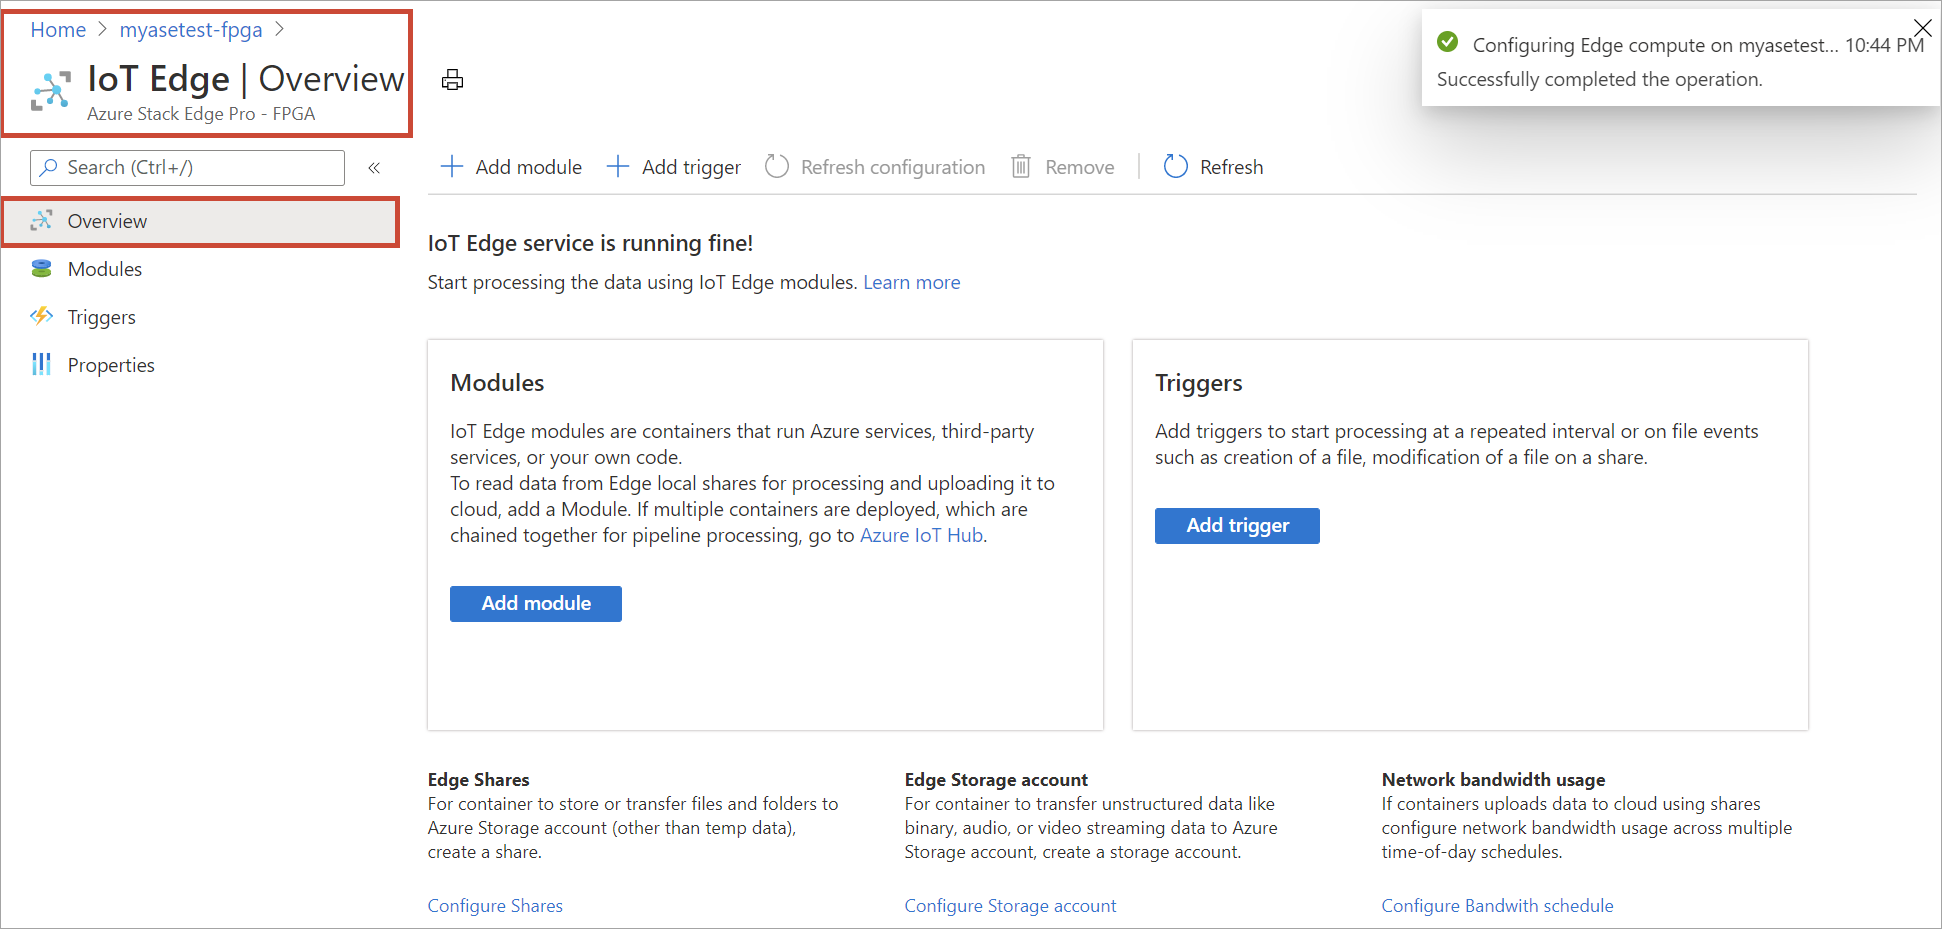 Home > myasetest-fpga >
IoT Edge | Overview
Azure Stack Edge Pro - FPGA
Configuring Edge compute on myasetest... 10:44 PM
Successfully completed the operation.
Search (Ctrl+/) «
Add module Add trigger Refresh configuration Remove Refresh
Overview
Modules
Triggers
Properties
IoT Edge service is running fine!
Start processing the data using IoT Edge modules. Learn more
Modules
IoT Edge modules are containers that run Azure services, third-party
services, or your own code.
To read data from Edge local shares for processing and uploading it to
cloud, add a Module. If multiple containers are deployed, which are
chained together for pipeline processing, go to Azure IoT Hub.
Add module
Triggers
Add triggers to start processing at a repeated interval or on file events
such as creation of a file, modification of a file on a share.
Add trigger
Edge Shares
For container to store or transfer files and folders to
Azure Storage account (other than temp data),
create a share.
Configure Shares
Edge Storage account
For container to transfer unstructured data like
binary, audio, or video streaming data to Azure
Storage account, create a storage account.
Configure Storage account
Network bandwidth usage
If containers uploads data to cloud using shares
configure network bandwidth usage across multiple
time-of-day schedules.
Configure Bandwith schedule